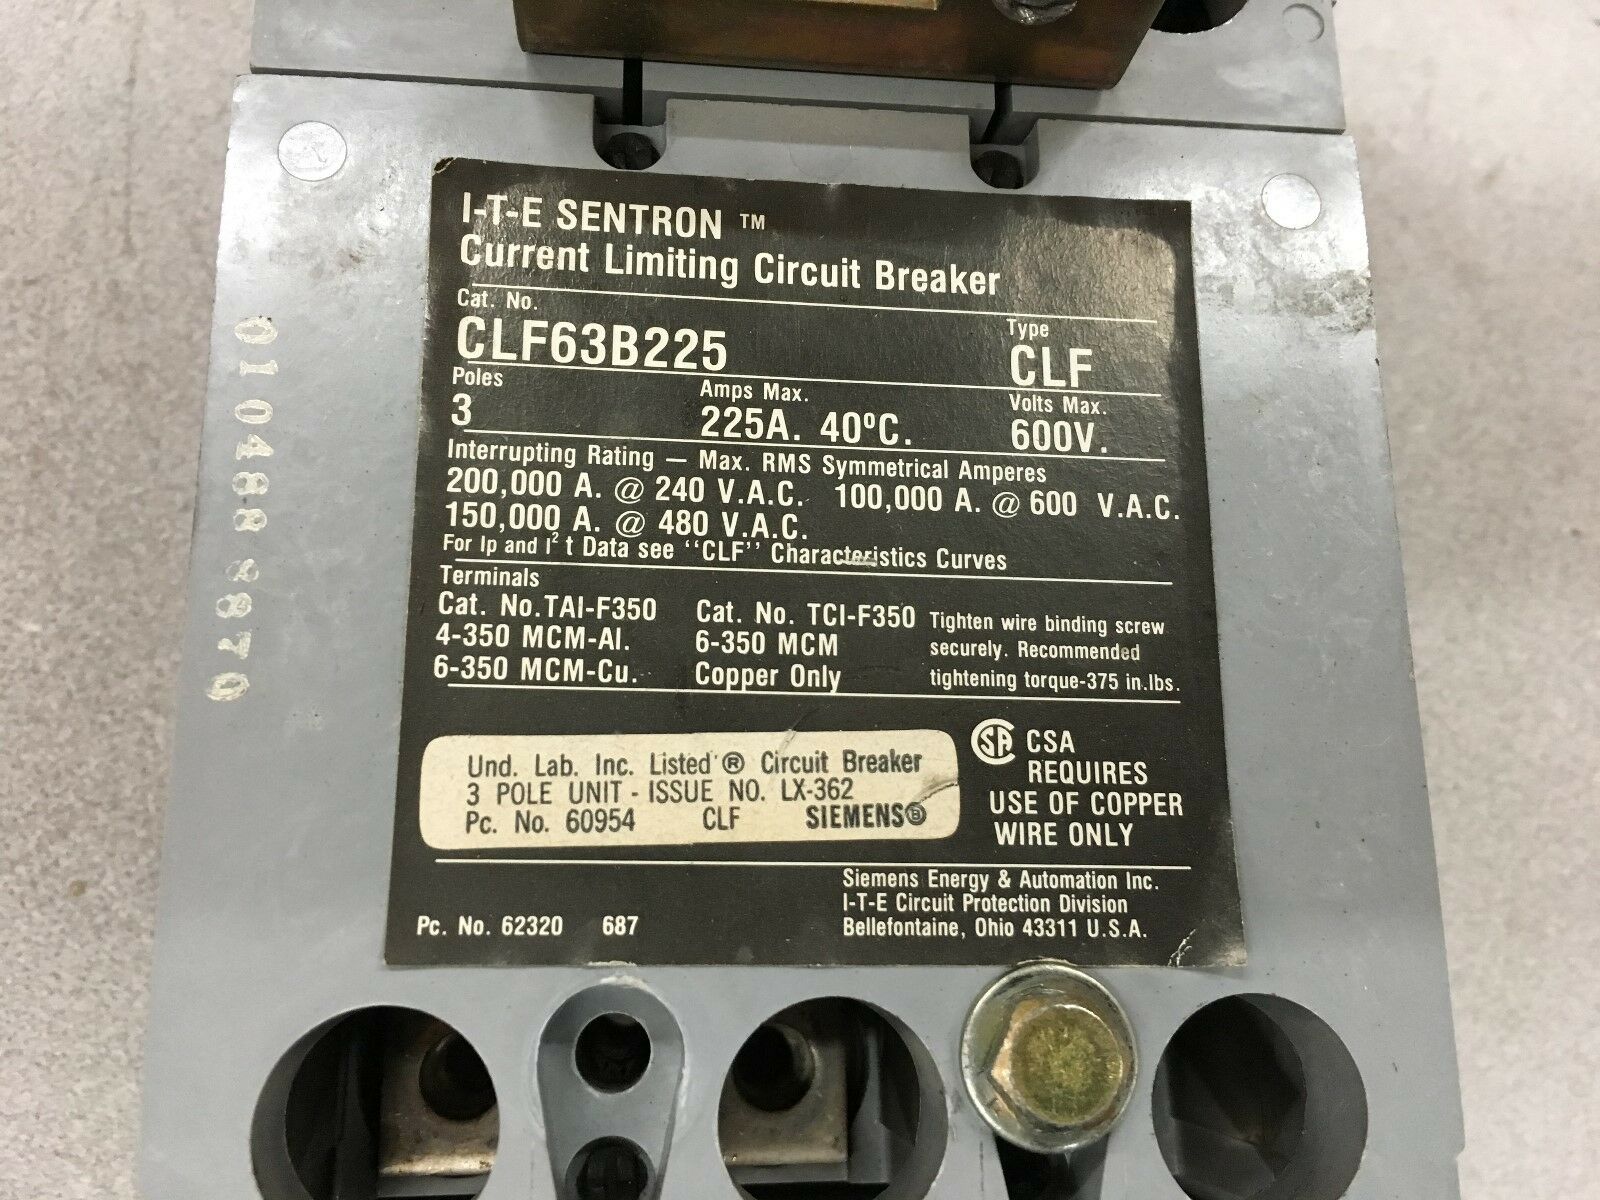 I-T-E SENTRON ™
Current Limiting Circuit Breaker
Cat. No.
CLF63B225
Type
CLF
Poles
3
Amps Max.
225A. 40ºC.
Volts Max.
600V.
Interrupting Rating — Max. RMS Symmetrical Amperes
200,000 A. @ 240 V.A.C. 100,000 A. @ 600 V.A.C.
150,000 A. @ 480 V.A.C.
For Ip and I² t Data see "CLF" Characteristics Curves
Terminals
Cat. No.TAI-F350
4-350 MCM-Al.
6-350 MCM-Cu.
Cat. No. TCI-F350
6-350 MCM
Copper Only
Tighten wire binding screw
securely. Recommended
tightening torque-375 in.lbs.
Und. Lab. Inc. Listed ® Circuit Breaker
3 POLE UNIT - ISSUE NO. LX-362
Pc. No. 60954 CLF SIEMENS®
SA CSA
REQUIRES
USE OF COPPER
WIRE ONLY
Siemens Energy & Automation Inc.
I-T-E Circuit Protection Division
Bellefontaine, Ohio 43311 U.S.A.
Pc. No. 62320 687